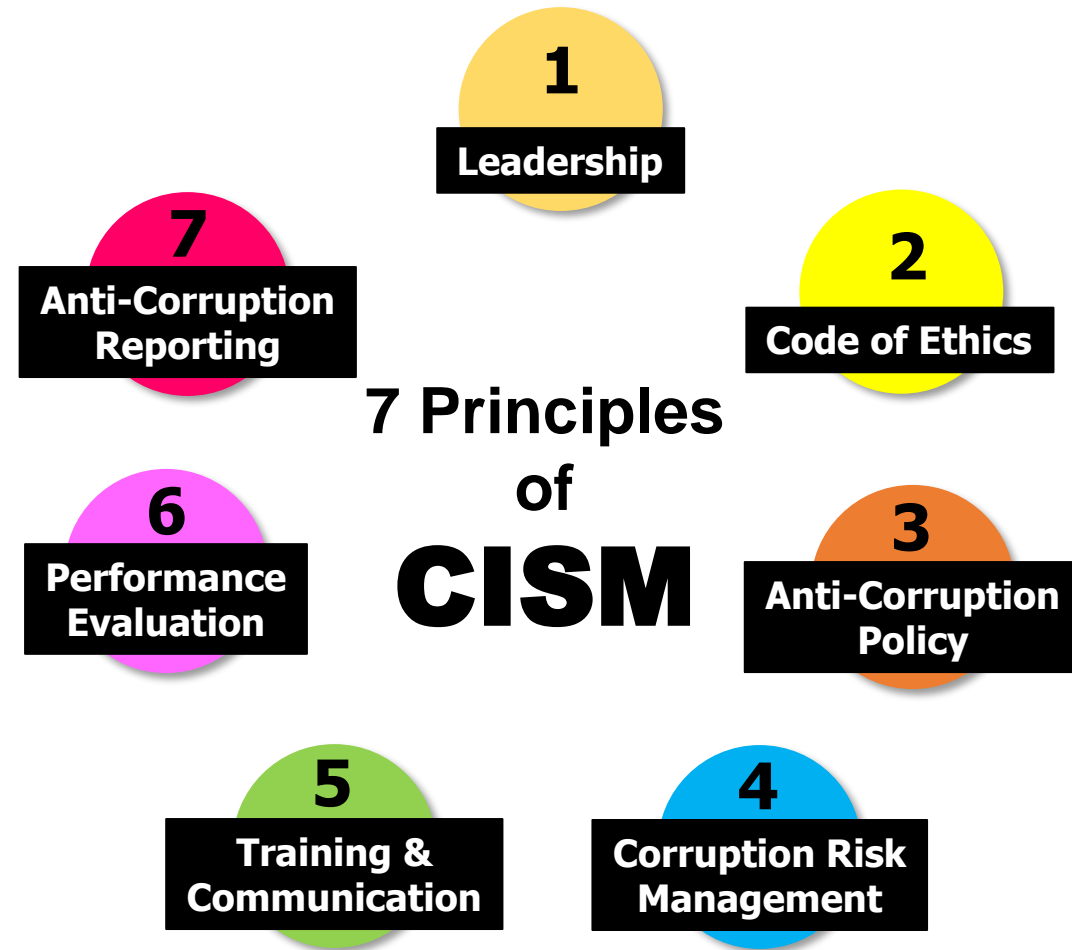 7 Principles
of
CISM
1
Leadership
2
Code of Ethics
3
Anti-Corruption
Policy
4
Corruption Risk
Management
5
Training &
Communication
6
Performance
Evaluation
7
Anti-Corruption
Reporting